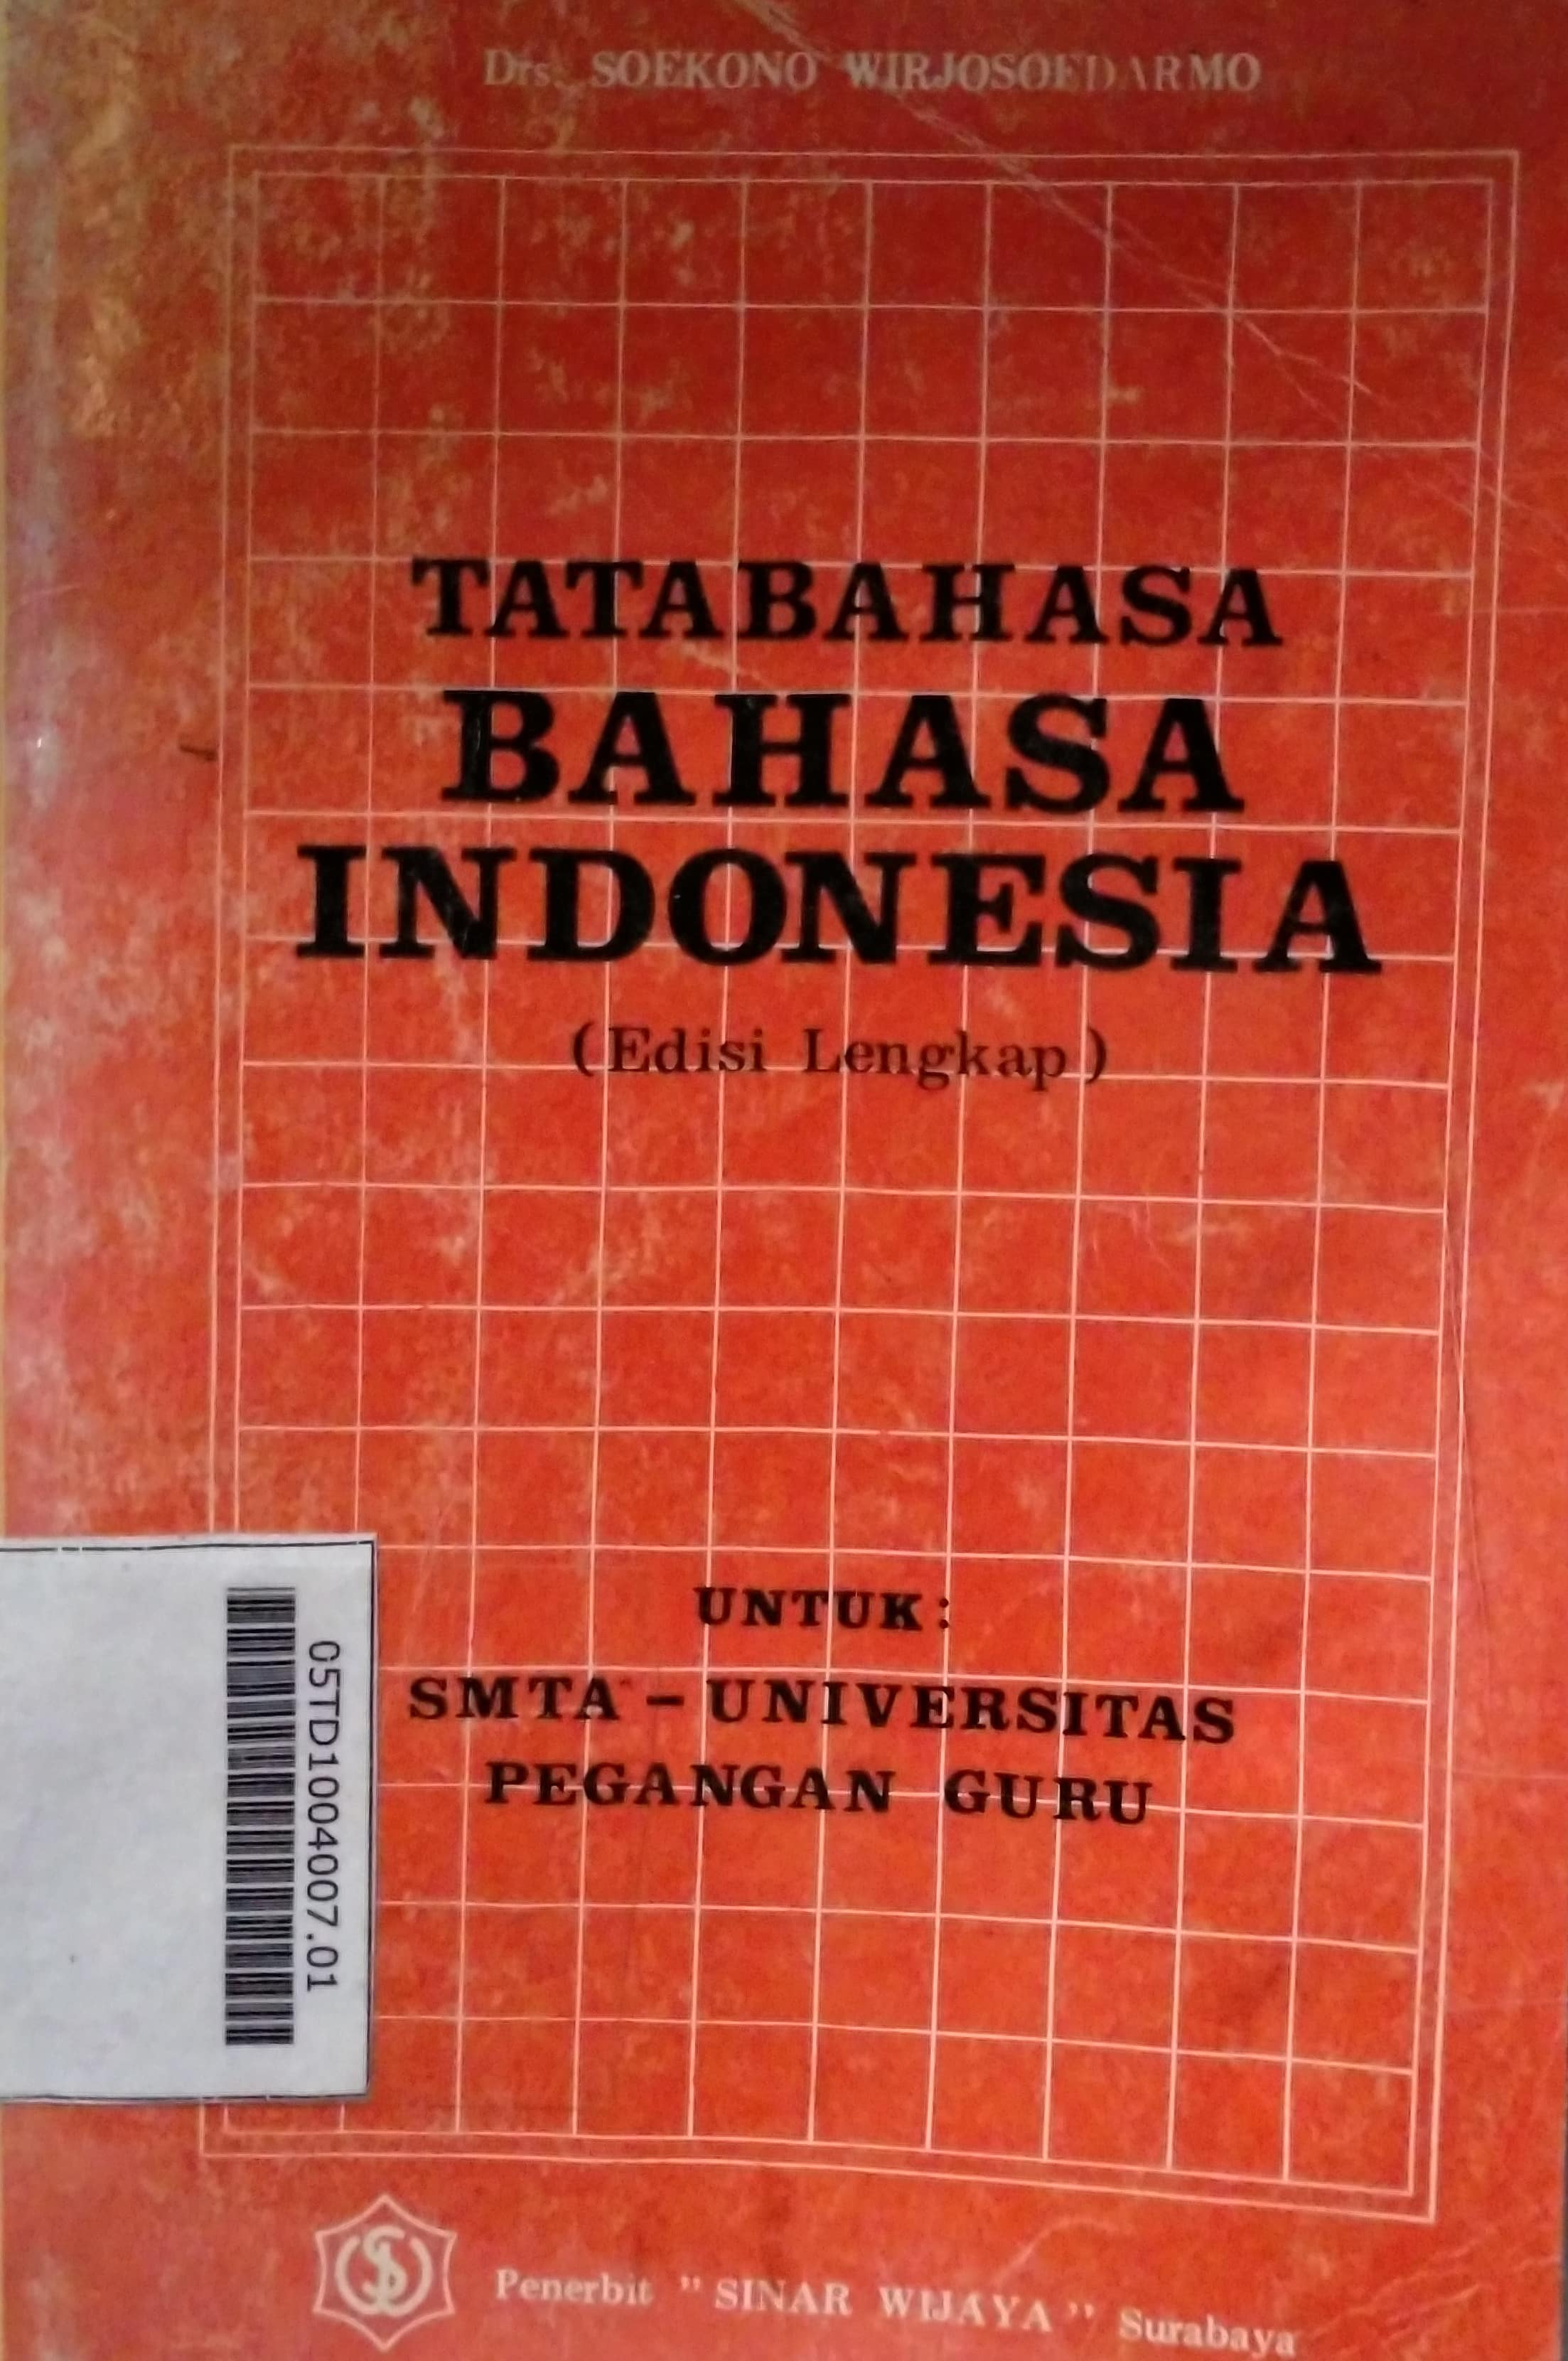 Drs. SOEKONO WIRJOSOEDARMO
TATABAHASA
BAHASA
INDONESIA
(Edisi Lengkap)
UNTUK:
SMTA - UNIVERSITAS
PEGANGAN GURU
05TD1004007.01
Penerbit "SINAR WIJAYA" Surabaya